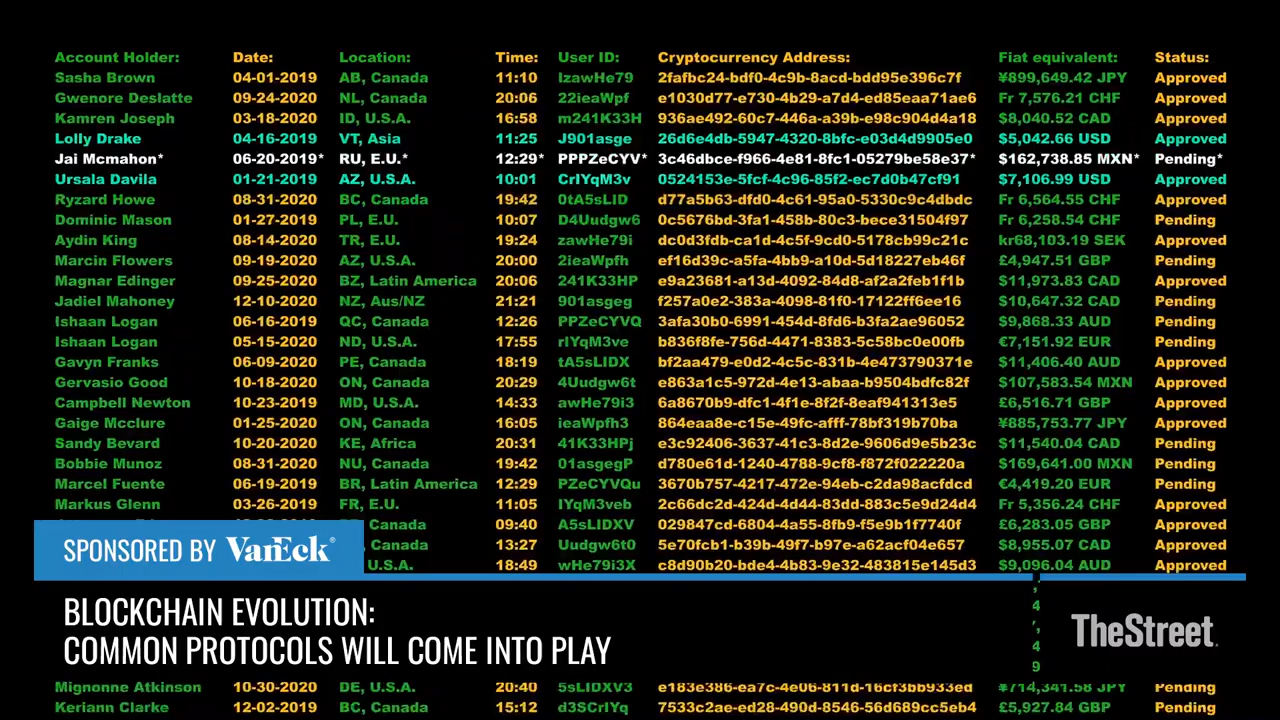 Account Holder: Date: Location: Time: User ID: Cryptocurrency Address: Fiat equivalent: Status:
Sasha Brown 04-01-2019 AB, Canada 11:10 IzawHe79 2fafbc24-bdf0-4c9b-8acd-bdd95e396c7f ¥899,649.42 JPY Approved
Gwenore Deslatte 09-24-2020 NL, Canada 20:06 22ieaWpf e1030d77-e730-4b29-a7d4-ed85eaa71ae6 Fr 7,576.21 CHF Approved
Kamren Joseph 03-18-2020 ID, U.S.A. 16:58 m241K33H 936ae492-60c7-446a-a39b-e98c904d4a18 $8,040.52 CAD Approved
Lolly Drake 04-16-2019 VT, Asia 11:25 J901asge 26d6e4db-5947-4320-8bfc-e03d4d9905e0 $5,042.66 USD Approved
Jai Mcmahon* 06-20-2019* RU, E.U.* 12:29* PPPZeCYV* 3c46dbce-f966-4e81-8fc1-05279be58e37* $162,738.85 MXN* Pending*
Ursala Davila 01-21-2019 AZ, U.S.A. 10:01 CrIYqM3v 0524153e-5fcf-4c96-85f2-ec7d0b47cf91 $7,106.99 USD Approved
Ryzard Howe 08-31-2020 BC, Canada 19:42 0tA5sLID d77a5b63-dfd0-4c61-95a0-5330c9c4dbdc Fr 6,564.55 CHF Approved
Dominic Mason 01-27-2019 PL, E.U. 10:07 D4Uudgw6 0c5676bd-3fa1-458b-80c3-bece31504f97 Fr 6,258.54 CHF Pending
Aydin King 08-14-2020 TR, E.U. 19:24 zawHe79i dc0d3fdb-ca1d-4c5f-9cd0-5178cb99c21c kr68,103.19 SEK Approved
Marcin Flowers 09-19-2020 AZ, U.S.A. 20:00 2ieaWpfh ef16d39c-a5fa-4bb9-a10d-5d18227eb46f £4,947.51 GBP Pending
Magnar Edinger 09-25-2020 BZ, Latin America 20:06 241K33HP e9a23681-a13d-4092-84d8-af2a2feb1f1b $11,973.83 CAD Approved
Jadiel Mahoney 12-10-2020 NZ, Aus/NZ 21:21 901asgeg f257a0e2-383a-4098-81f0-17122ff6ee16 $10,647.32 CAD Pending
Ishaan Logan 06-16-2019 QC, Canada 12:26 PPZeCYVQ 3afa30b0-6991-454d-8fd6-b3fa2ae96052 $9,868.33 AUD Pending
Ishaan Logan 05-15-2019 ND, U.S.A. 17:55 rIYqM3ve b836f8fe-756d-4471-8383-5c58bc0e00fb €7,151.92 EUR Pending
Gavyn Franks 06-09-2020 PE, Canada 18:19 tA5sLIDX bf2aa479-e0d2-4c5c-831b-4e473790371e $11,406.40 AUD Approved
Gervasio Good 10-18-2020 ON, Canada 20:29 4Uudgw6t e863a1c5-972d-4e13-abaa-b9504bdfc82f $107,583.54 MXN Approved
Campbell Newton 10-23-2019 MD, U.S.A. 14:33 awHe79i3 6a8670b9-dfc1-4f1e-8f2f-8eaf941313e5 £6,516.71 GBP Approved
Gaige Mcclure 01-25-2020 ON, Canada 16:05 ieaWpfh3 864eaa8e-c15e-49fc-afff-78bf319b70ba ¥885,753.77 JPY Approved
Sandy Bevard 10-20-2020 KE, Africa 20:31 41K33HPj e3c92406-3637-41c3-8d2e-9606d9e5b23c $11,540.04 CAD Pending
Bobbie Munoz 08-31-2020 NU, Canada 19:42 01asgegP d780e61d-1240-4788-9cf8-f872f022220a $169,641.00 MXN Pending
Marcel Fuente 06-19-2019 BR, Latin America 12:29 PZeCYVQu 3670b757-4217-472e-94eb-c2da98acfdcd €4,419.20 EUR Pending
Markus Glenn 03-26-2019 FR, E.U. 11:05 IYqM3veb 2c66dc2d-424d-4d44-83dd-883c5e9d24d4 Fr 5,356.24 CHF Approved
Canada 09:40 A5sLIDXV 029847cd-6804-4a55-8fb9-f5e9b1f7740f £6,283.05 GBP Approved
Canada 13:27 Uudgw6t0 5e70fcb1-b39b-49f7-b97e-a62acf04e657 $8,955.07 CAD Approved
U.S.A. 18:49 wHe79i3X c8d90b20-bde4-4b83-9e32-483815e145d3 $9,096.04 AUD Approved
SPONSORED BY VanEck®
BLOCKCHAIN EVOLUTION:
COMMON PROTOCOLS WILL COME INTO PLAY
TheStreet
Mignonne Atkinson 10-30-2020 DE, U.S.A. 20:40 5sLIDXV3 e183e386-ea7c-4e06-811d-16cf3bb933ed ¥714,341.58 JPY Pending
Keriann Clarke 12-02-2019 BC, Canada 15:12 d3SCrIYq 7533c2ae-ed28-490d-8546-56d689cc5eb4 £5,927.84 GBP Pending